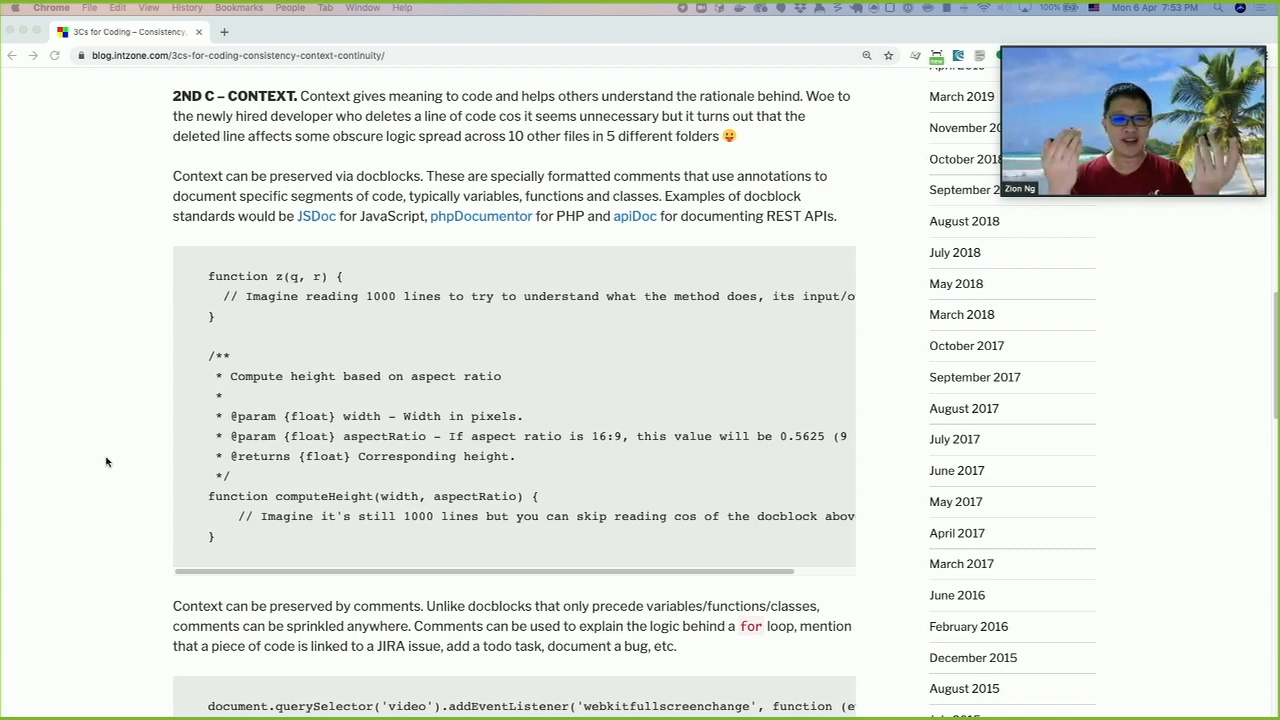 Chrome File Edit View History Bookmarks People Tab Window Help 100% Mon 6 Apr 7:53 PM
3Cs for Coding – Consistency,
blog.intzone.com/3cs-for-coding-consistency-context-continuity/
new
2ND C – CONTEXT. Context gives meaning to code and helps others understand the rationale behind. Woe to
the newly hired developer who deletes a line of code cos it seems unnecessary but it turns out that the
deleted line affects some obscure logic spread across 10 other files in 5 different folders 😛
Context can be preserved via docblocks. These are specially formatted comments that use annotations to
document specific segments of code, typically variables, functions and classes. Examples of docblock
standards would be JSDoc for JavaScript, phpDocumentor for PHP and apiDoc for documenting REST APIs.
function z(q, r) {
// Imagine reading 1000 lines to try to understand what the method does, its input/o
}
/**
* Compute height based on aspect ratio
*
* @param {float} width - Width in pixels.
* @param {float} aspectRatio - If aspect ratio is 16:9, this value will be 0.5625 (9
* @returns {float} Corresponding height.
*/
function computeHeight(width, aspectRatio) {
// Imagine it's still 1000 lines but you can skip reading cos of the docblock abov
}
Context can be preserved by comments. Unlike docblocks that only precede variables/functions/classes,
comments can be sprinkled anywhere. Comments can be used to explain the logic behind a for loop, mention
that a piece of code is linked to a JIRA issue, add a todo task, document a bug, etc.
document.querySelector('video').addEventListener('webkitfullscreenchange', function (e
March 2019
November 20
October 2018
September 2
August 2018
July 2018
May 2018
March 2018
October 2017
September 2017
August 2017
July 2017
June 2017
May 2017
April 2017
March 2017
June 2016
February 2016
December 2015
August 2015
Zion Ng